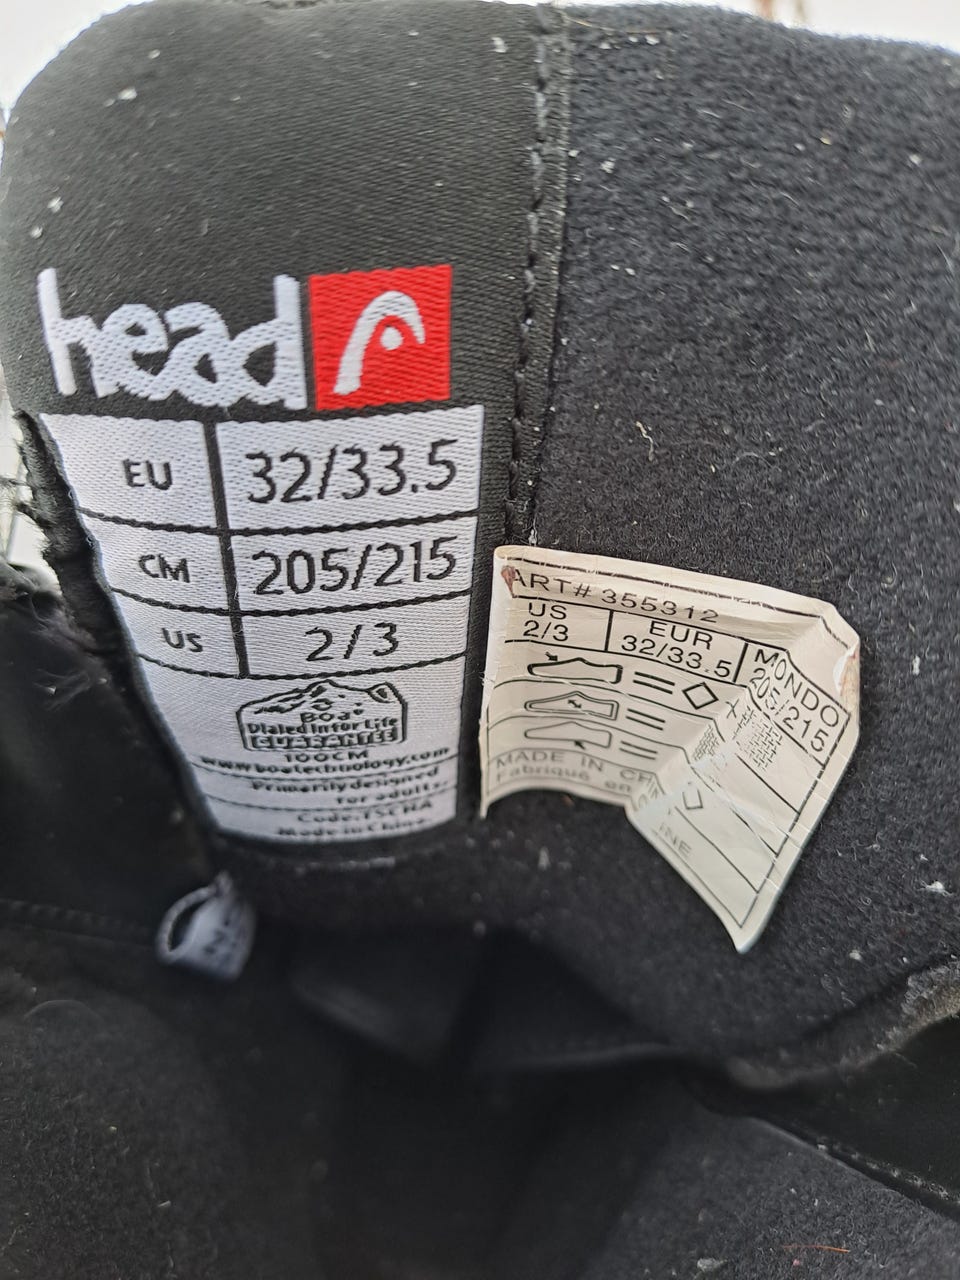 head
EU 32/33.5
CM 205/215
US 2/3
BOA
Dialed In for Life
GUARANTEE
100CM
www.boatechnology.com
Primarily designed
for adults.
Code:TSCHA
Made in China.
ART# 355312
US EUR MONDO
2/3 32/33.5 205/215
= ◇
=
=
MADE IN CH
Fabriqué en
INE